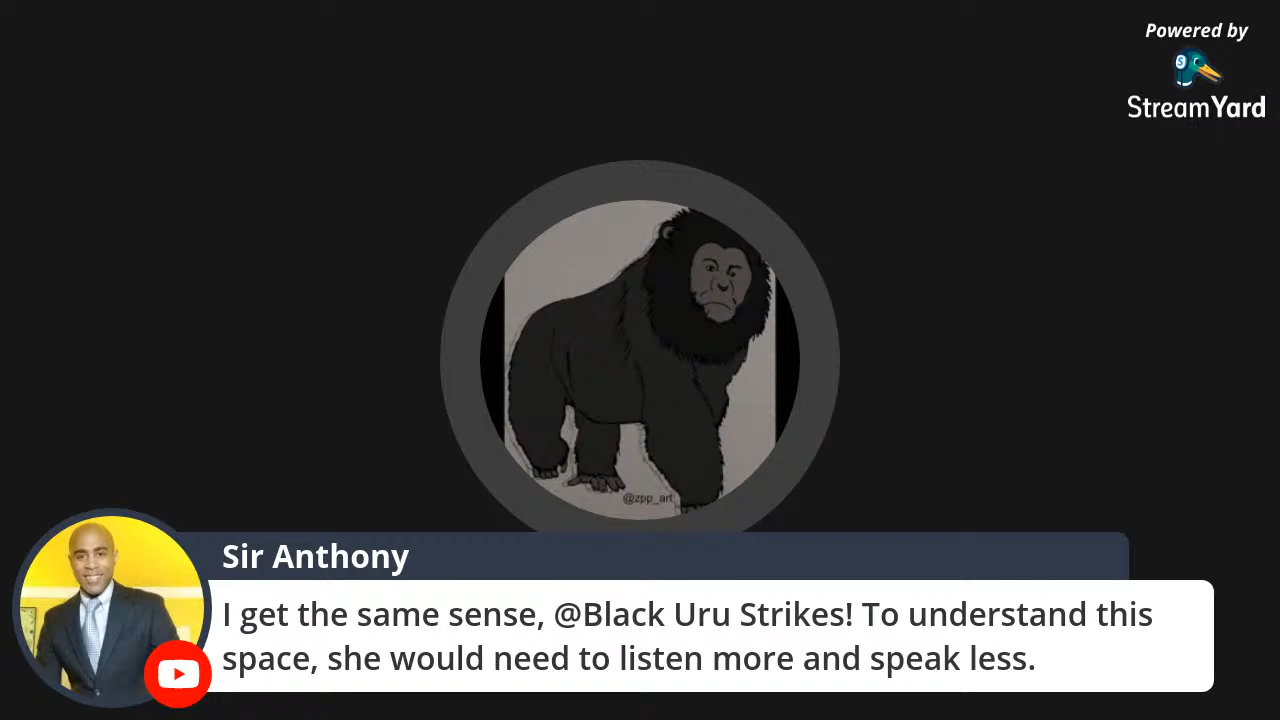 Powered by
StreamYard
@zpp_art
Sir Anthony
I get the same sense, @Black Uru Strikes! To understand this
space, she would need to listen more and speak less.